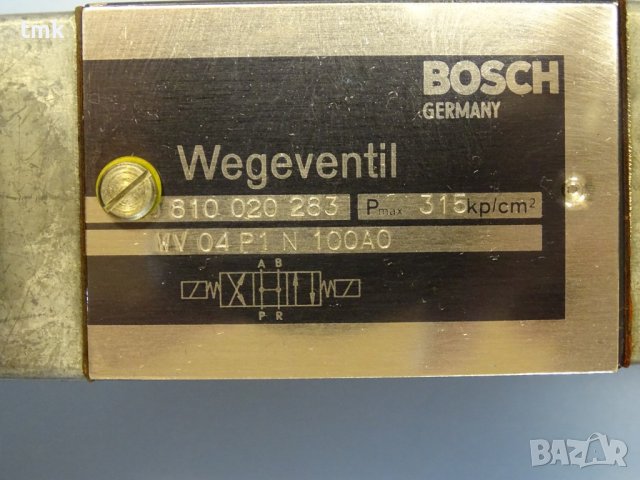 tmk
BOSCH
GERMANY
Wegeventil
810 020 283 Pmax 315 kp/cm²
WV 04 P1 N 100A0
A B
P R
BAZAR